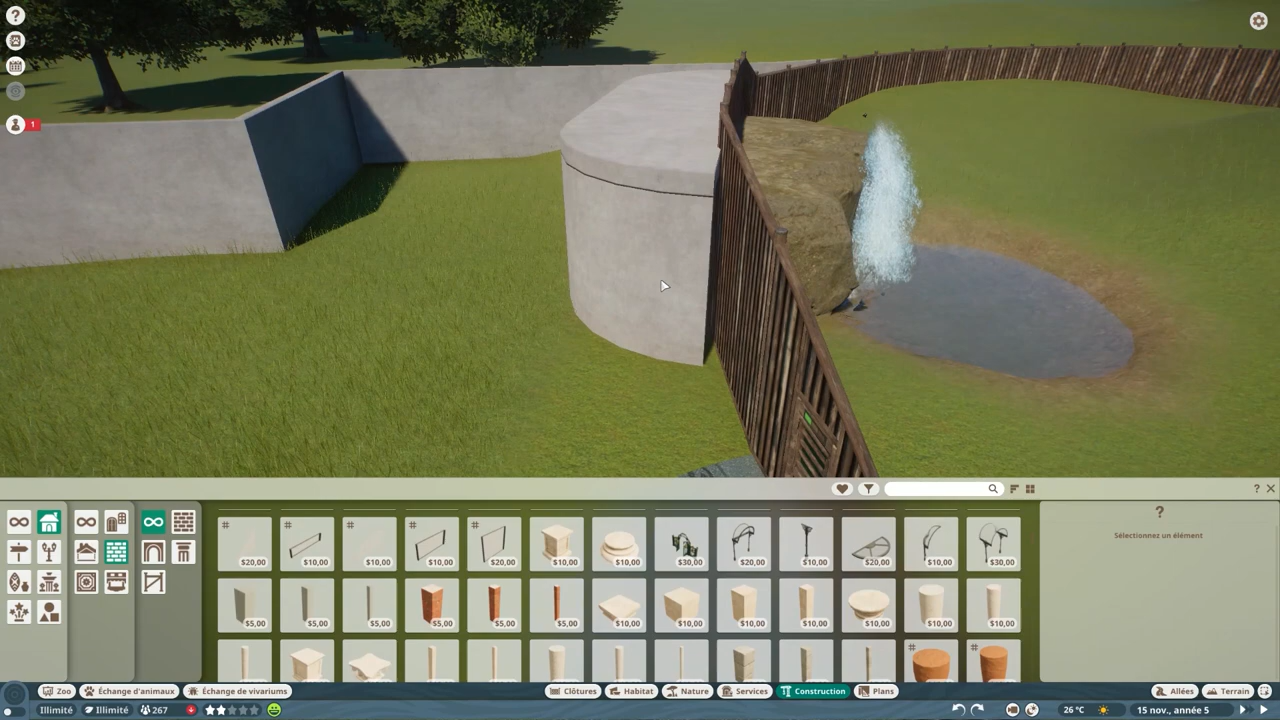 ?
1
? ×
$20,00 $10,00 $10,00 $10,00 $20,00 $10,00 $10,00 $30,00 $20,00 $10,00 $20,00 $10,00 $30,00
?
Sélectionnez un élément
$5,00 $5,00 $5,00 $5,00 $5,00 $5,00 $10,00 $10,00 $10,00 $10,00 $10,00 $10,00 $10,00
Zoo Échange d'animaux Échange de vivariums Clôtures Habitat Nature Services Construction Plans Allées Terrain
Illimité Illimité 267 26 °C 15 nov., année 5